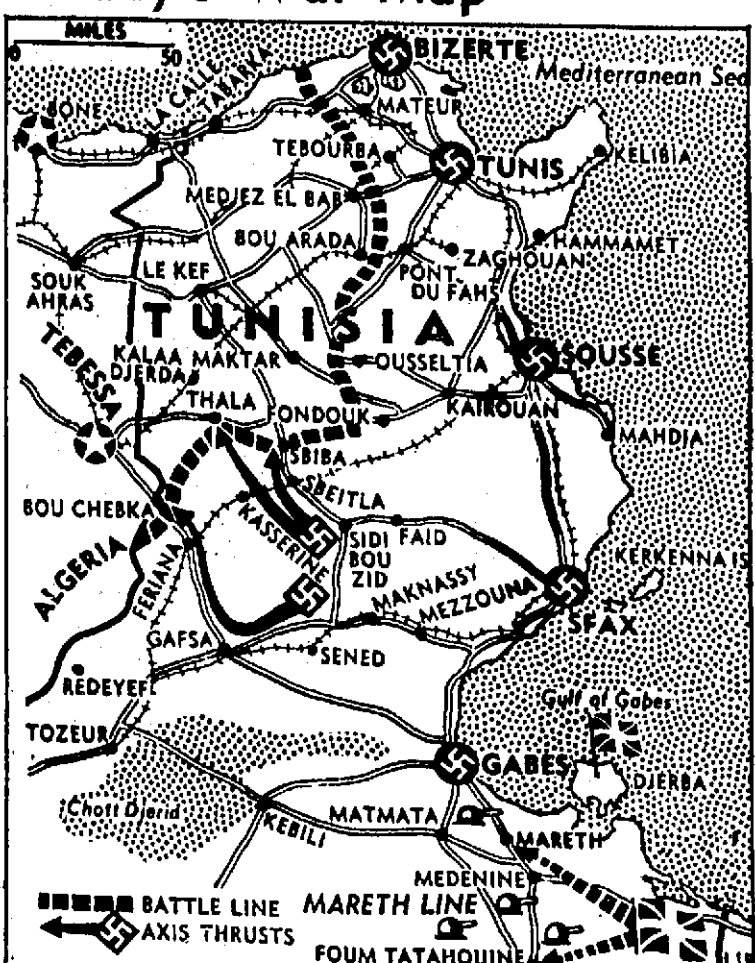 MILES
0 50
BIZERTE
Mediterranean Sea
BONE
LA CALLE
TABARKA
MATEUR
TEBOURBA
TUNIS
KELIBIA
MEDJEZ EL BAB
BOU ARADA
HAMMAMET
ZAGHOUAN
SOUK
AHRAS
LE KEF
PONT
DU FAH
TUNISIA
TEBESSA
KALAA
DJERDA
MAKTAR
OUSSELTIA
SOUSSE
THALA
FONDOUK
KAIROUAN
MAHDIA
SBIBA
SBEITLA
BOU CHEBKA
KASSERINE
SIDI
BOU
ZID
FAID
ALGERIA
FERIANA
KERKENNA IS
MAKNASSY
MEZZOUNA
SFAX
GAFSA
SENED
REDEYEF
Gulf of Gabes
TOZEUR
GABES
DJERBA
Chott Djerid
KEBILI
MATMATA
MARETH
MEDENINE
BATTLE LINE
MARETH LINE
AXIS THRUSTS
FOUM TATAHOUINE